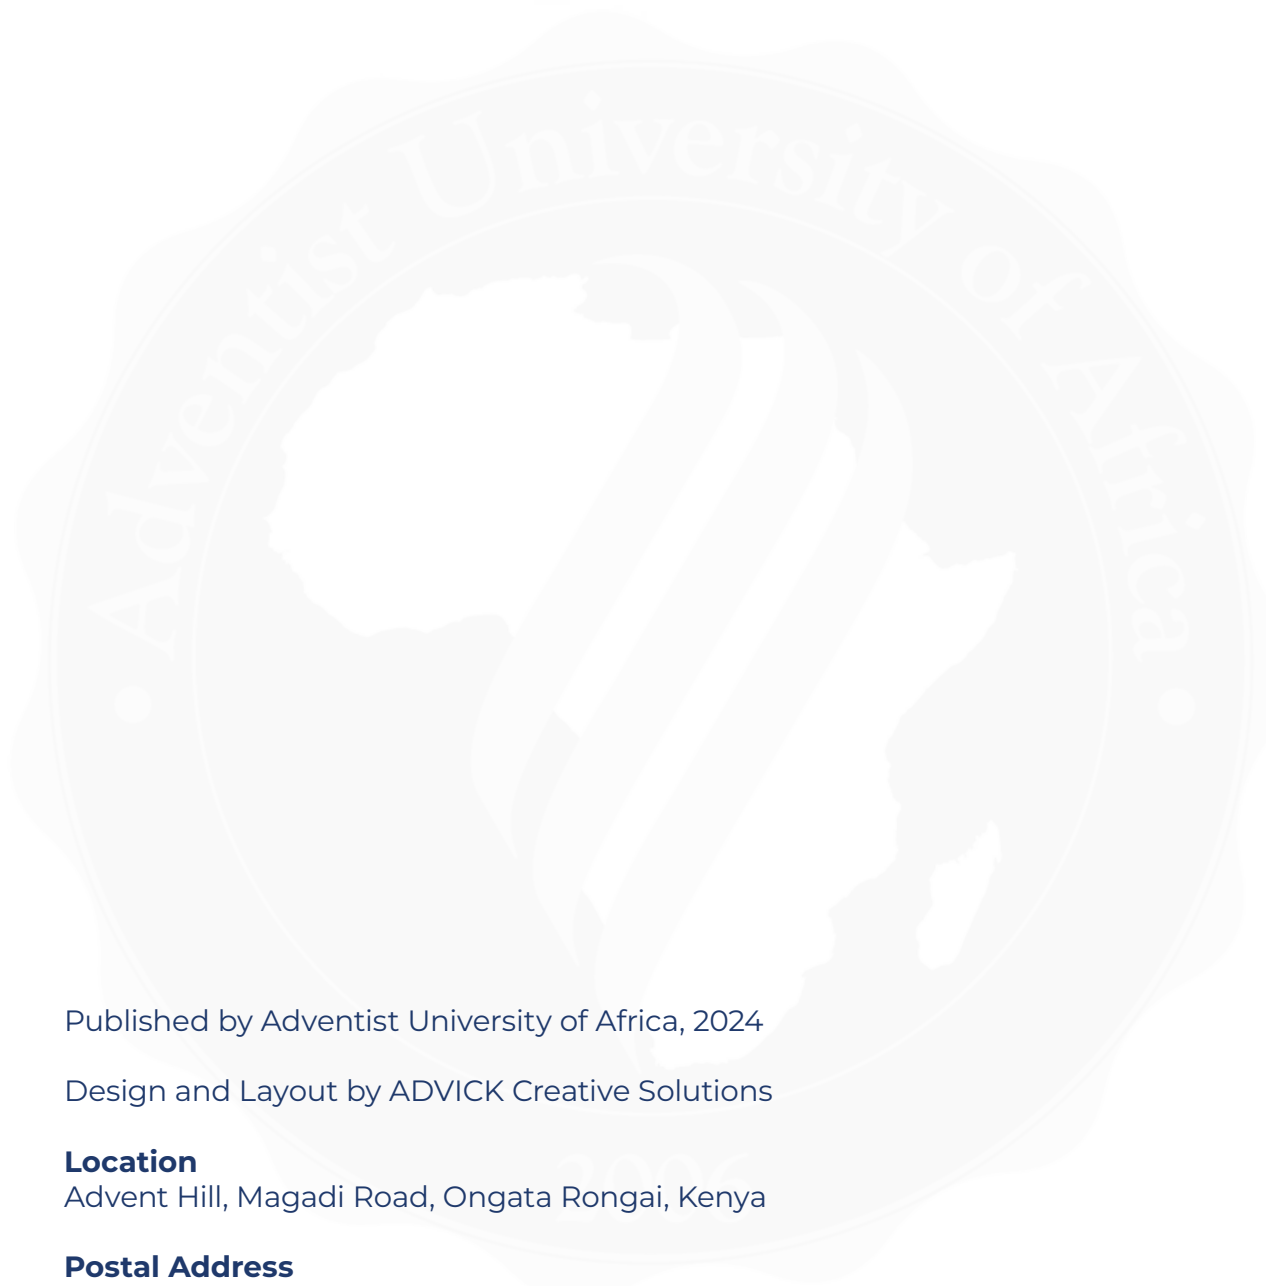 Adventist University of Africa
Published by Adventist University of Africa, 2024
Design and Layout by ADVICK Creative Solutions
Location
Advent Hill, Magadi Road, Ongata Rongai, Kenya
2006
Postal Address